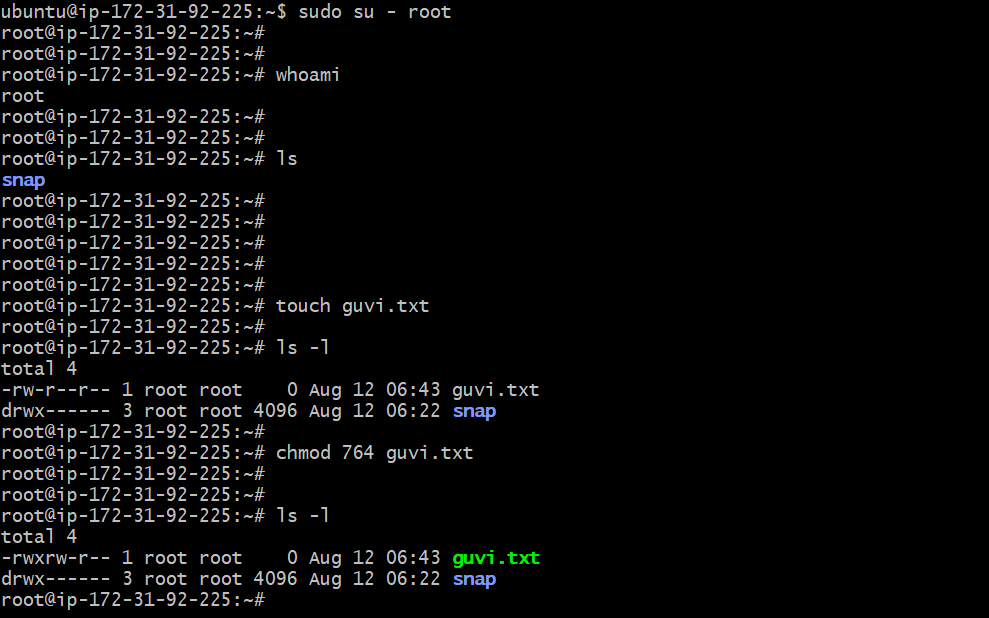 ubuntu@ip-172-31-92-225:~$ sudo su - root
root@ip-172-31-92-225:~#
root@ip-172-31-92-225:~#
root@ip-172-31-92-225:~# whoami
root
root@ip-172-31-92-225:~#
root@ip-172-31-92-225:~#
root@ip-172-31-92-225:~# ls
snap
root@ip-172-31-92-225:~#
root@ip-172-31-92-225:~#
root@ip-172-31-92-225:~#
root@ip-172-31-92-225:~#
root@ip-172-31-92-225:~#
root@ip-172-31-92-225:~# touch guvi.txt
root@ip-172-31-92-225:~#
root@ip-172-31-92-225:~# ls -l
total 4
-rw-r--r-- 1 root root    0 Aug 12 06:43 guvi.txt
drwx------ 3 root root 4096 Aug 12 06:22 snap
root@ip-172-31-92-225:~#
root@ip-172-31-92-225:~# chmod 764 guvi.txt
root@ip-172-31-92-225:~#
root@ip-172-31-92-225:~#
root@ip-172-31-92-225:~# ls -l
total 4
-rwxrw-r-- 1 root root    0 Aug 12 06:43 guvi.txt
drwx------ 3 root root 4096 Aug 12 06:22 snap
root@ip-172-31-92-225:~#